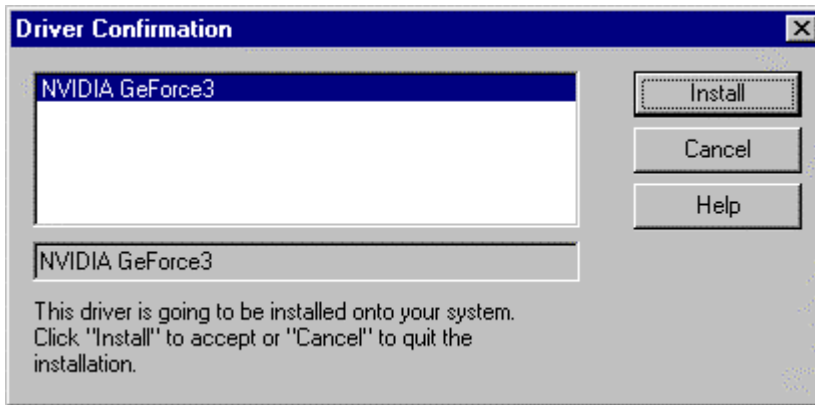 Driver Confirmation
NVIDIA GeForce3
Install
Cancel
Help
NVIDIA GeForce3
This driver is going to be installed onto your system.
Click "Install" to accept or "Cancel" to quit the
installation.